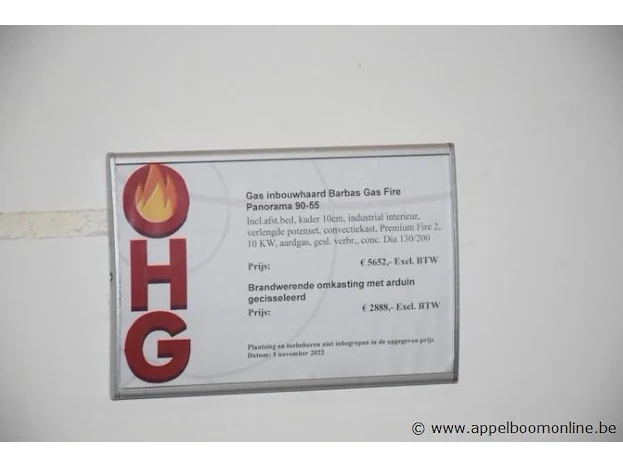 OHG
Gas inbouwhaard Barbas Gas Fire
Panorama 90-55
Incl.afst.bed, kader 10cm, industrial interieur,
verlengde potenset, convectiekast, Premium Fire 2,
10 KW, aardgas, gesl. verbr., conc. Dia 130/200
Prijs: € 5652,- Excl. BTW
Brandwerende omkasting met arduin
gecisseleerd
Prijs: € 2888,- Excl. BTW
Plaatsing en toebehoren niet inbegrepen in de opgegeven prijs
Datum: 1 november 2022
© www.appelboomonline.be